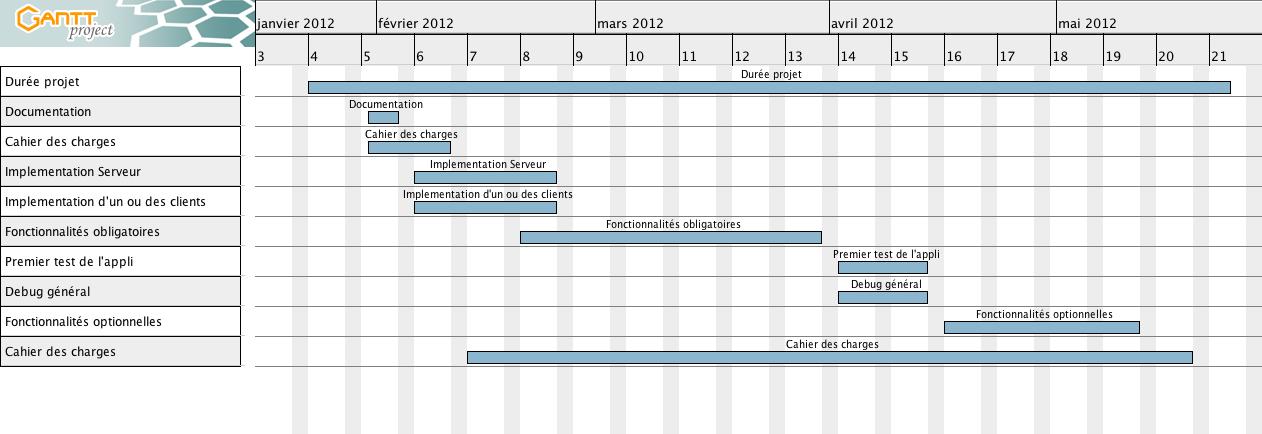 GANTT project
janvier 2012 février 2012 mars 2012 avril 2012 mai 2012
3 4 5 6 7 8 9 10 11 12 13 14 15 16 17 18 19 20 21
Durée projet Durée projet
Documentation Documentation
Cahier des charges Cahier des charges
Implementation Serveur Implementation Serveur
Implementation d'un ou des clients Implementation d'un ou des clients
Fonctionnalités obligatoires Fonctionnalités obligatoires
Premier test de l'appli Premier test de l'appli
Debug général Debug général
Fonctionnalités optionnelles Fonctionnalités optionnelles
Cahier des charges Cahier des charges